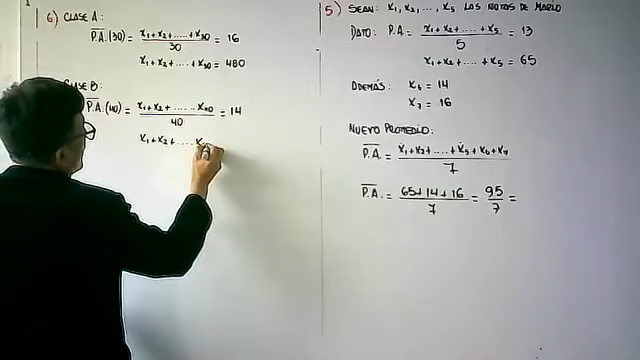 6) CLASE A:
P.A.(30) = x₁+x₂+.....+x₃₀ / 30 = 16
x₁+x₂+....+x₃₀ = 480
CLASE B:
P.A.(40) = x₁+x₂+.....x₄₀ / 40 = 14
x₁+x₂+....x
5) SEAN: x₁, x₂, ..., x₅ LAS NOTAS DE MARIO
DATO: P.A. = x₁+x₂+....+x₅ / 5 = 13
x₁+x₂+....+x₅ = 65
ADEMÁS: x₆ = 14
x₇ = 16
NUEVO PROMEDIO:
P.A. = x₁+x₂+....+x₅+x₆+x₇ / 7
P.A. = 65+14+16 / 7 = 95 / 7 =